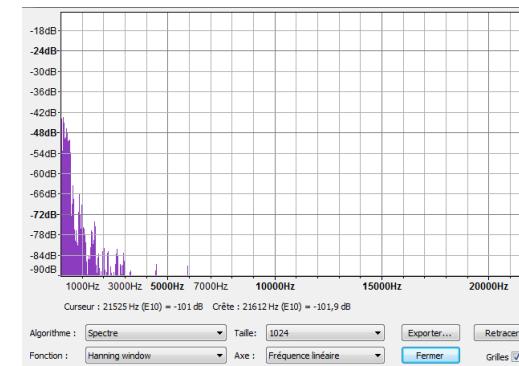 -18dB
-24dB
-30dB
-36dB
-42dB
-48dB
-54dB
-60dB
-66dB
-72dB
-78dB
-84dB
-90dB
1000Hz 3000Hz 5000Hz 7000Hz 10000Hz 15000Hz 20000Hz
Curseur : 21525 Hz (E10) = -101 dB Crête : 21612 Hz (E10) = -101,9 dB
Algorithme : Spectre Taille: 1024 Exporter... Retracer
Fonction : Hanning window Axe : Fréquence linéaire Fermer Grilles